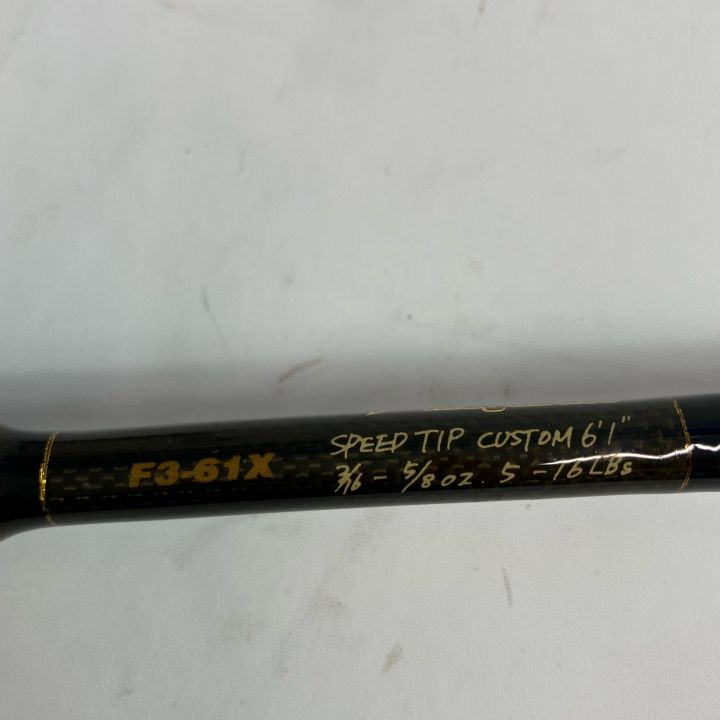 F3-61X
SPEED TIP CUSTOM 6'1"
3/16 - 5/8 OZ. 5 - 16 LBS